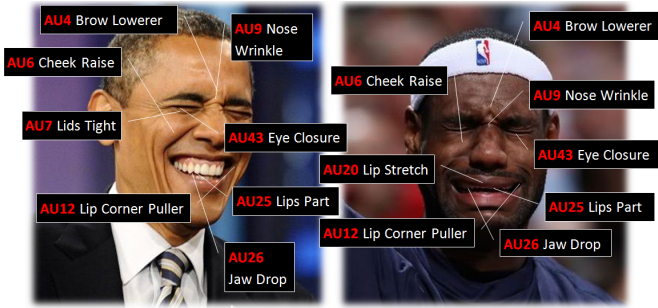 AU4 Brow Lowerer
AU9 Nose
Wrinkle
AU6 Cheek Raise
AU7 Lids Tight
AU43 Eye Closure
AU12 Lip Corner Puller
AU25 Lips Part
AU26
Jaw Drop
AU4 Brow Lowerer
AU6 Cheek Raise
AU9 Nose Wrinkle
AU43 Eye Closure
AU20 Lip Stretch
AU25 Lips Part
AU12 Lip Corner Puller
AU26 Jaw Drop